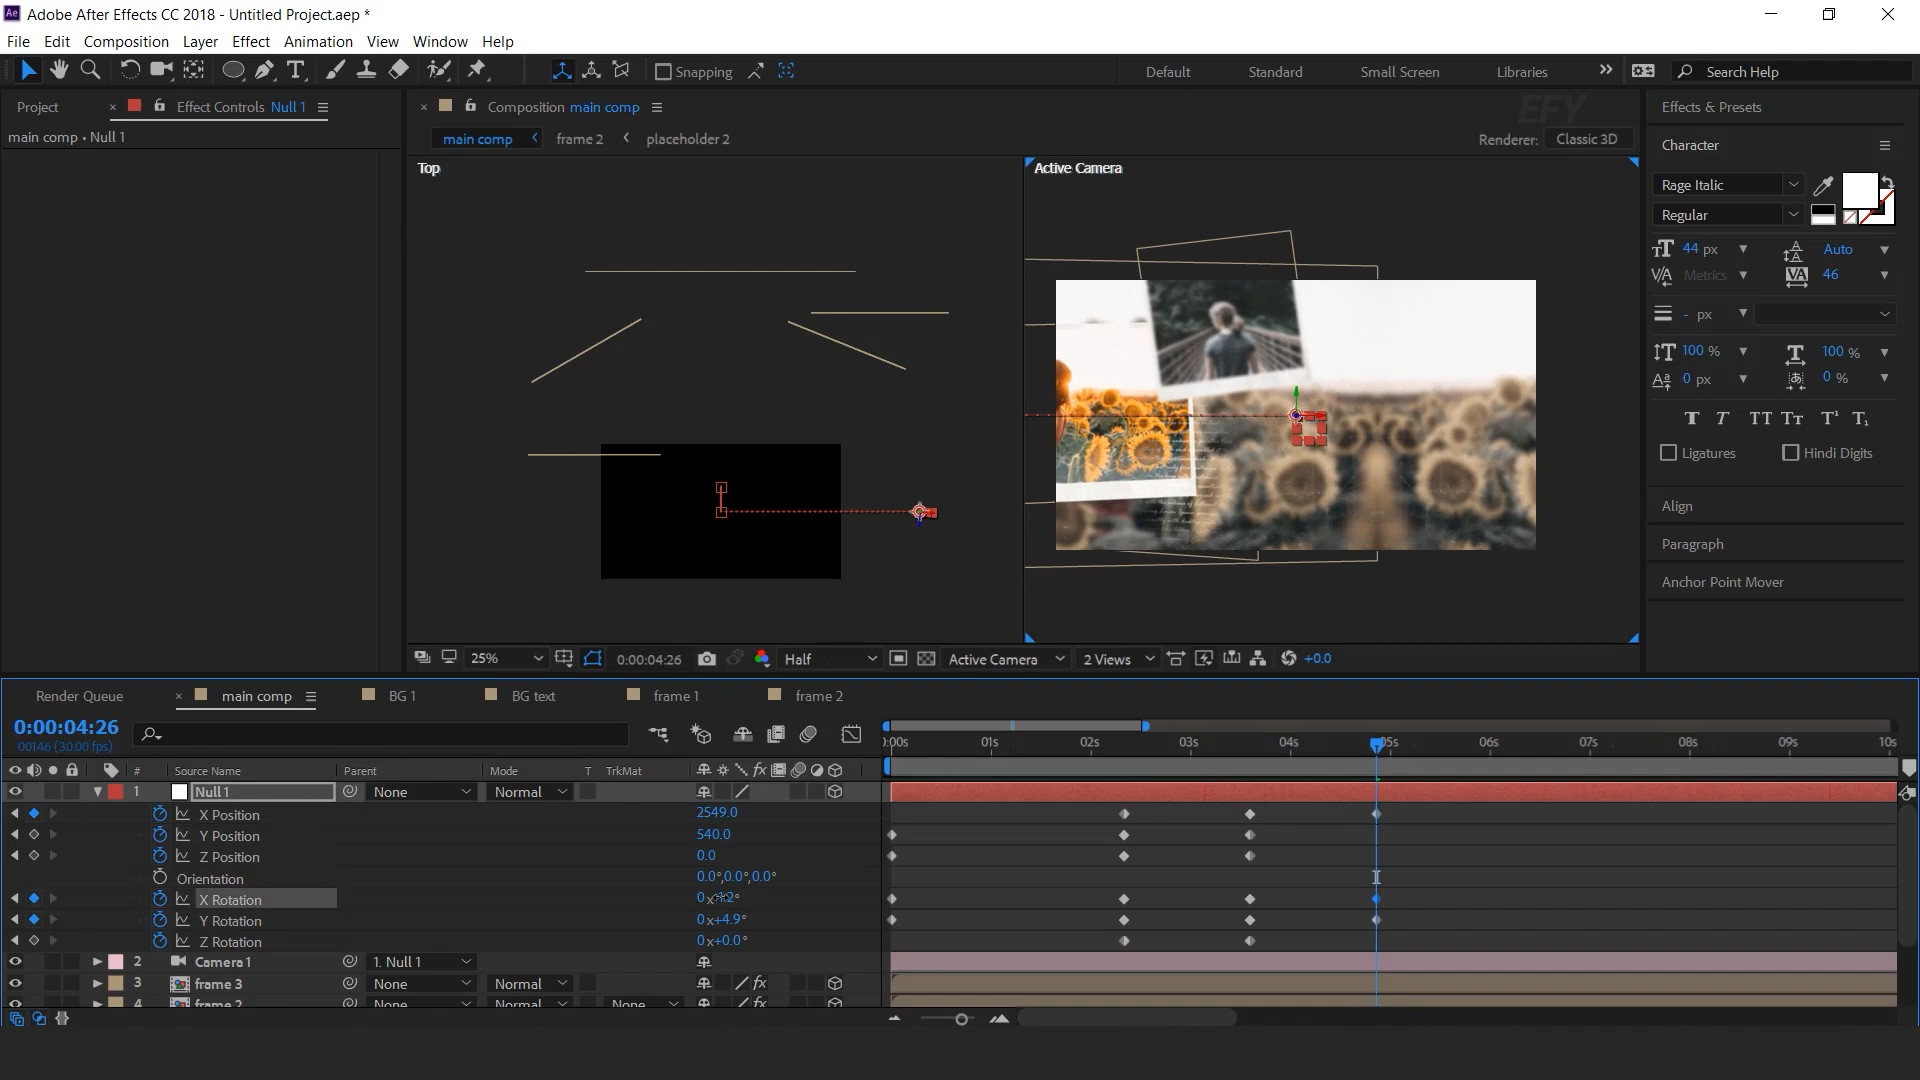 Ae Adobe After Effects CC 2018 - Untitled Project.aep *
File Edit Composition Layer Effect Animation View Window Help
Snapping Default Standard Small Screen Libraries Search Help
Project × Effect Controls Null 1 × Composition main comp EFY Effects & Presets
main comp • Null 1
main comp frame 2 placeholder 2 Renderer: Classic 3D
Character
Top
Active Camera
Rage Italic
Regular
44 px Auto
Metrics 46
- px
100 % 100 %
0 px 0 %
T T TT Tт T¹ T₁
Ligatures Hindi Digits
Align
Paragraph
Anchor Point Mover
25% 0:00:04:26 Half Active Camera 2 Views +0.0
Render Queue × main comp BG 1 BG text frame 1 frame 2
0:00:04:26
00146 (30.00 fps)
:00s 01s 02s 03s 04s 05s 06s 07s 08s 09s 10s
# Source Name Parent Mode T TrkMat
1 Null 1 None Normal
X Position 2549.0
Y Position 540.0
Z Position 0.0
Orientation 0.0°,0.0°,0.0°
X Rotation 0 x
Y Rotation 0 x+4.9°
Z Rotation 0 x+0.0°
2 Camera 1 1. Null 1
3 frame 3 None Normal
4 frame 2 None Normal None